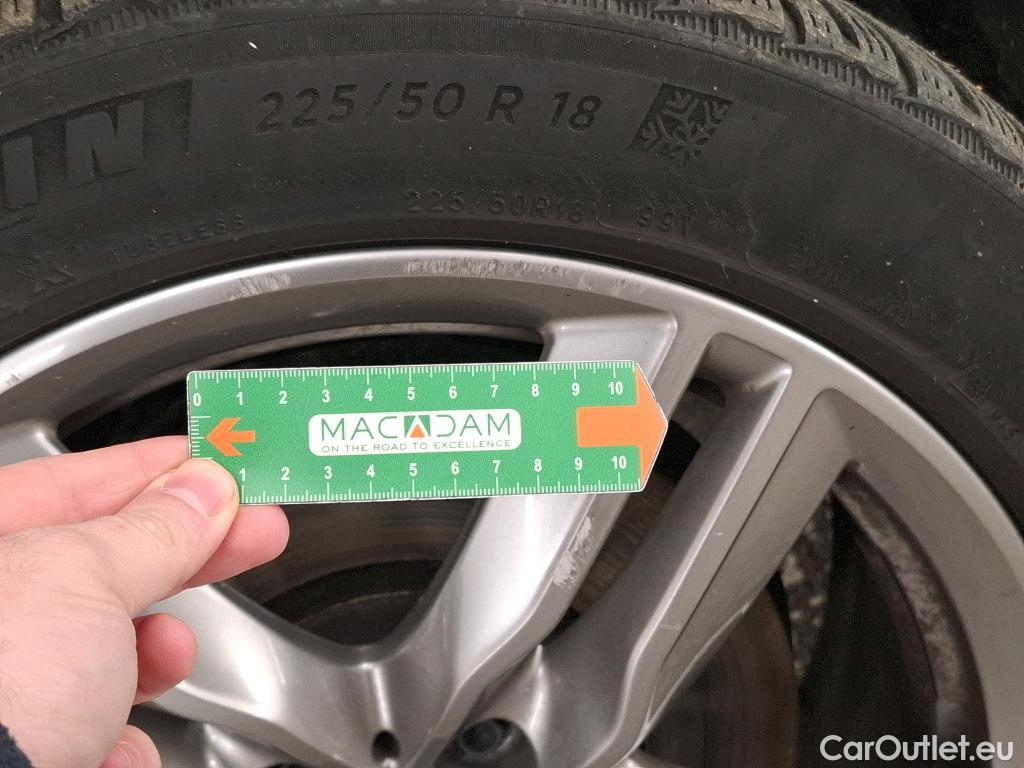 IN
225/50 R 18
225/50R18 99
TUBELESS
0 1 2 3 4 5 6 7 8 9 10
MACADAM
ON THE ROAD TO EXCELLENCE
1 2 3 4 5 6 7 8 9 10
CarOutlet.eu